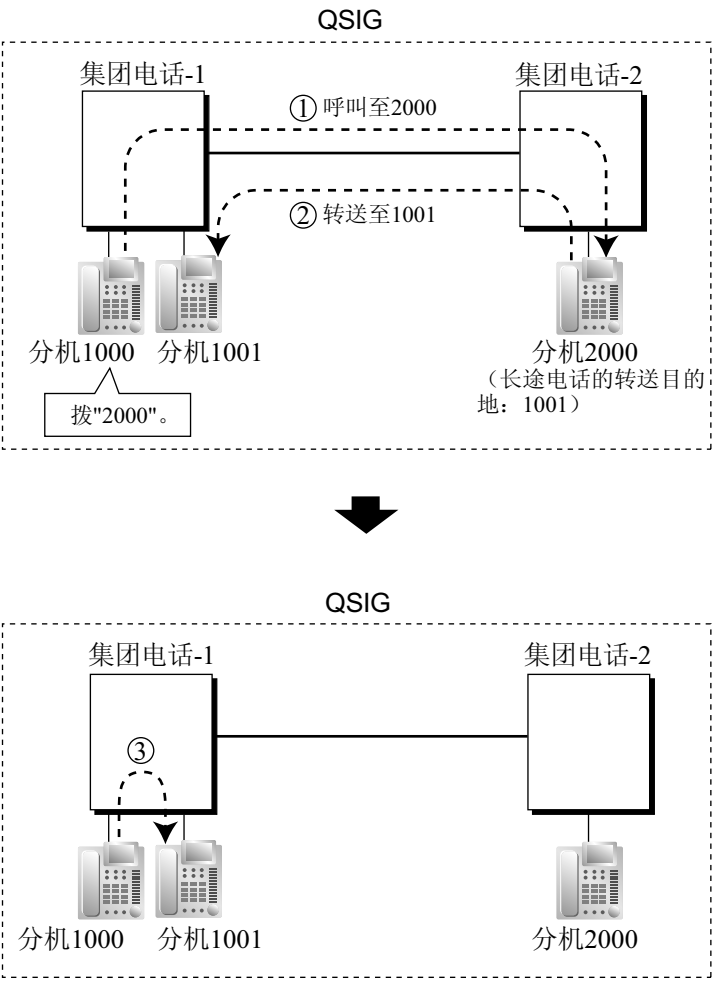 QSIG
集团电话-1
集团电话-2
① 呼叫至2000
② 转送至1001
分机1000
分机1001
分机2000
（长途电话的转送目的
地：1001）
拨"2000"。
QSIG
集团电话-1
集团电话-2
③
分机1000
分机1001
分机2000